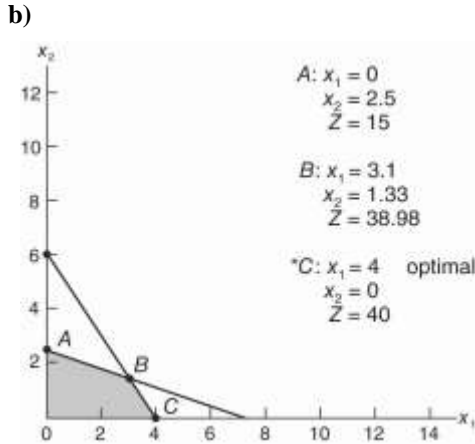 b)
x₂
A: x₁ = 0
x₂ = 2.5
Z = 15
B: x₁ = 3.1
x₂ = 1.33
Z = 38.98
*C: x₁ = 4 optimal
x₂ = 0
Z = 40
12
10
8
6
4
2
A
B
C
0 2 4 6 8 10 12 14 x₁